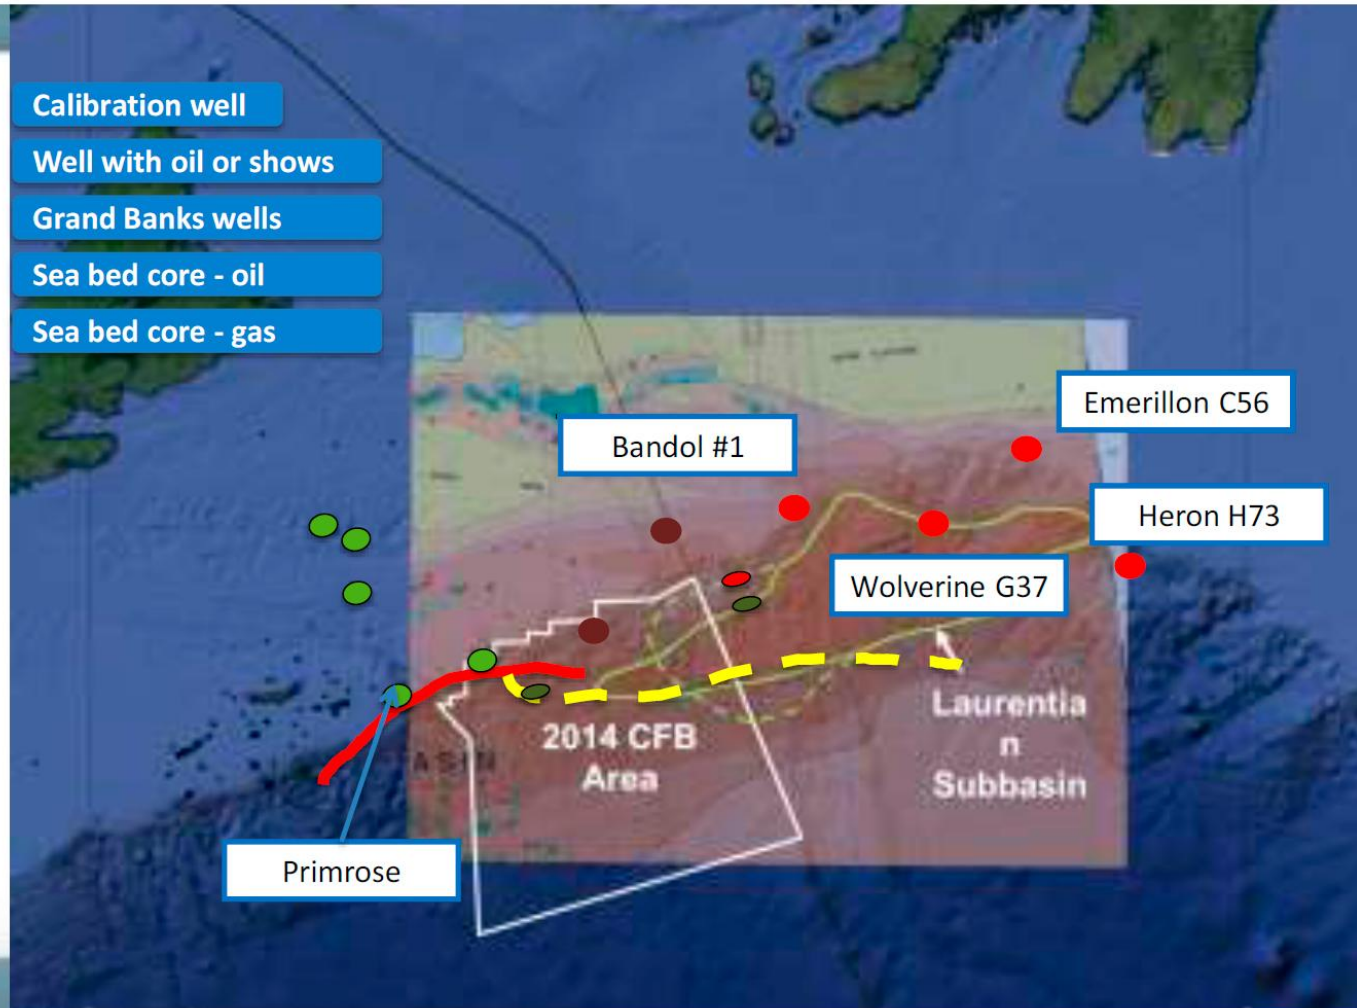 Calibration well
Well with oil or shows
Grand Banks wells
Sea bed core - oil
Sea bed core - gas
Emerillon C56
Bandol #1
Heron H73
Wolverine G37
Laurentia
n
Subbasin
2014 CFB
Area
A S I N
Primrose